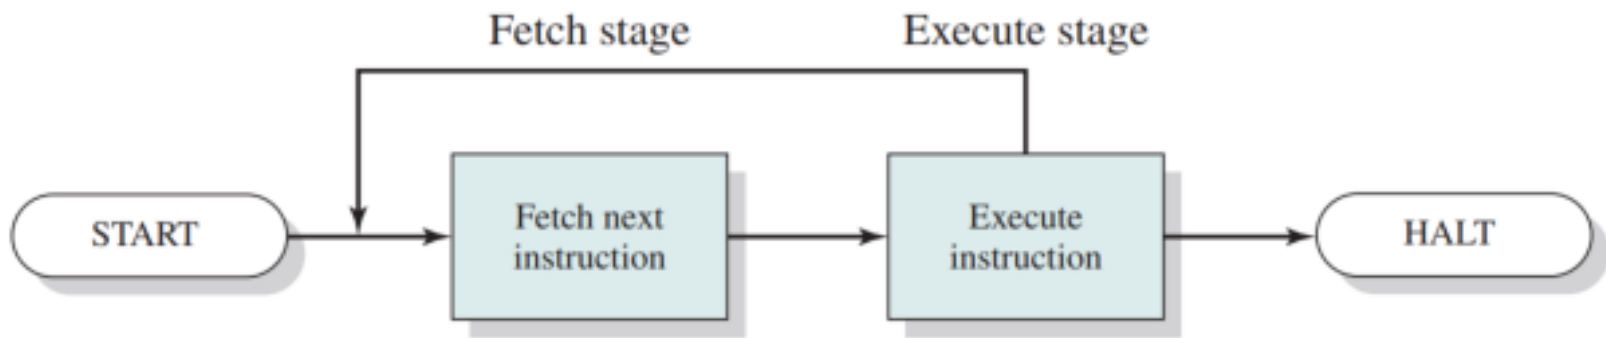 Fetch stage
Execute stage
START
Fetch next
instruction
Execute
instruction
HALT